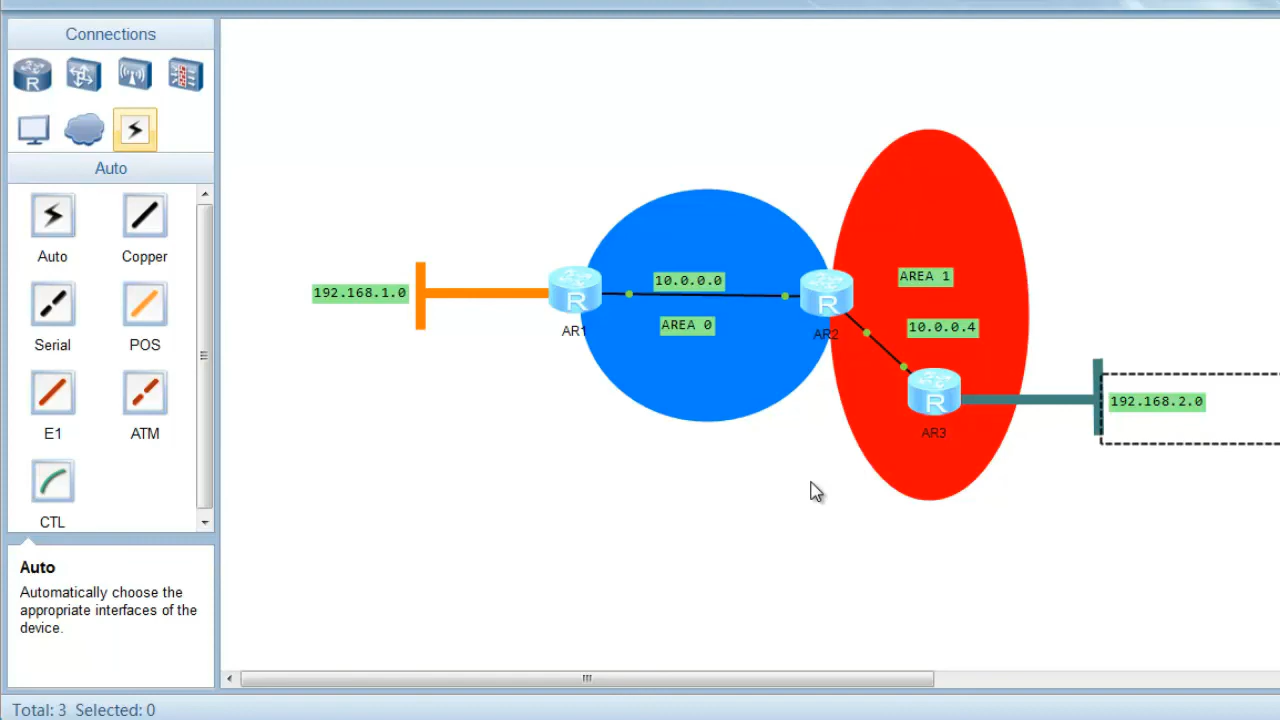 Connections
R
Auto
Auto
Copper
Serial
POS
E1
ATM
CTL
Auto
Automatically choose the
appropriate interfaces of the
device.
192.168.1.0
R
AR1
10.0.0.0
AREA 0
R
AR2
AREA 1
10.0.0.4
R
AR3
192.168.2.0
Total: 3 Selected: 0